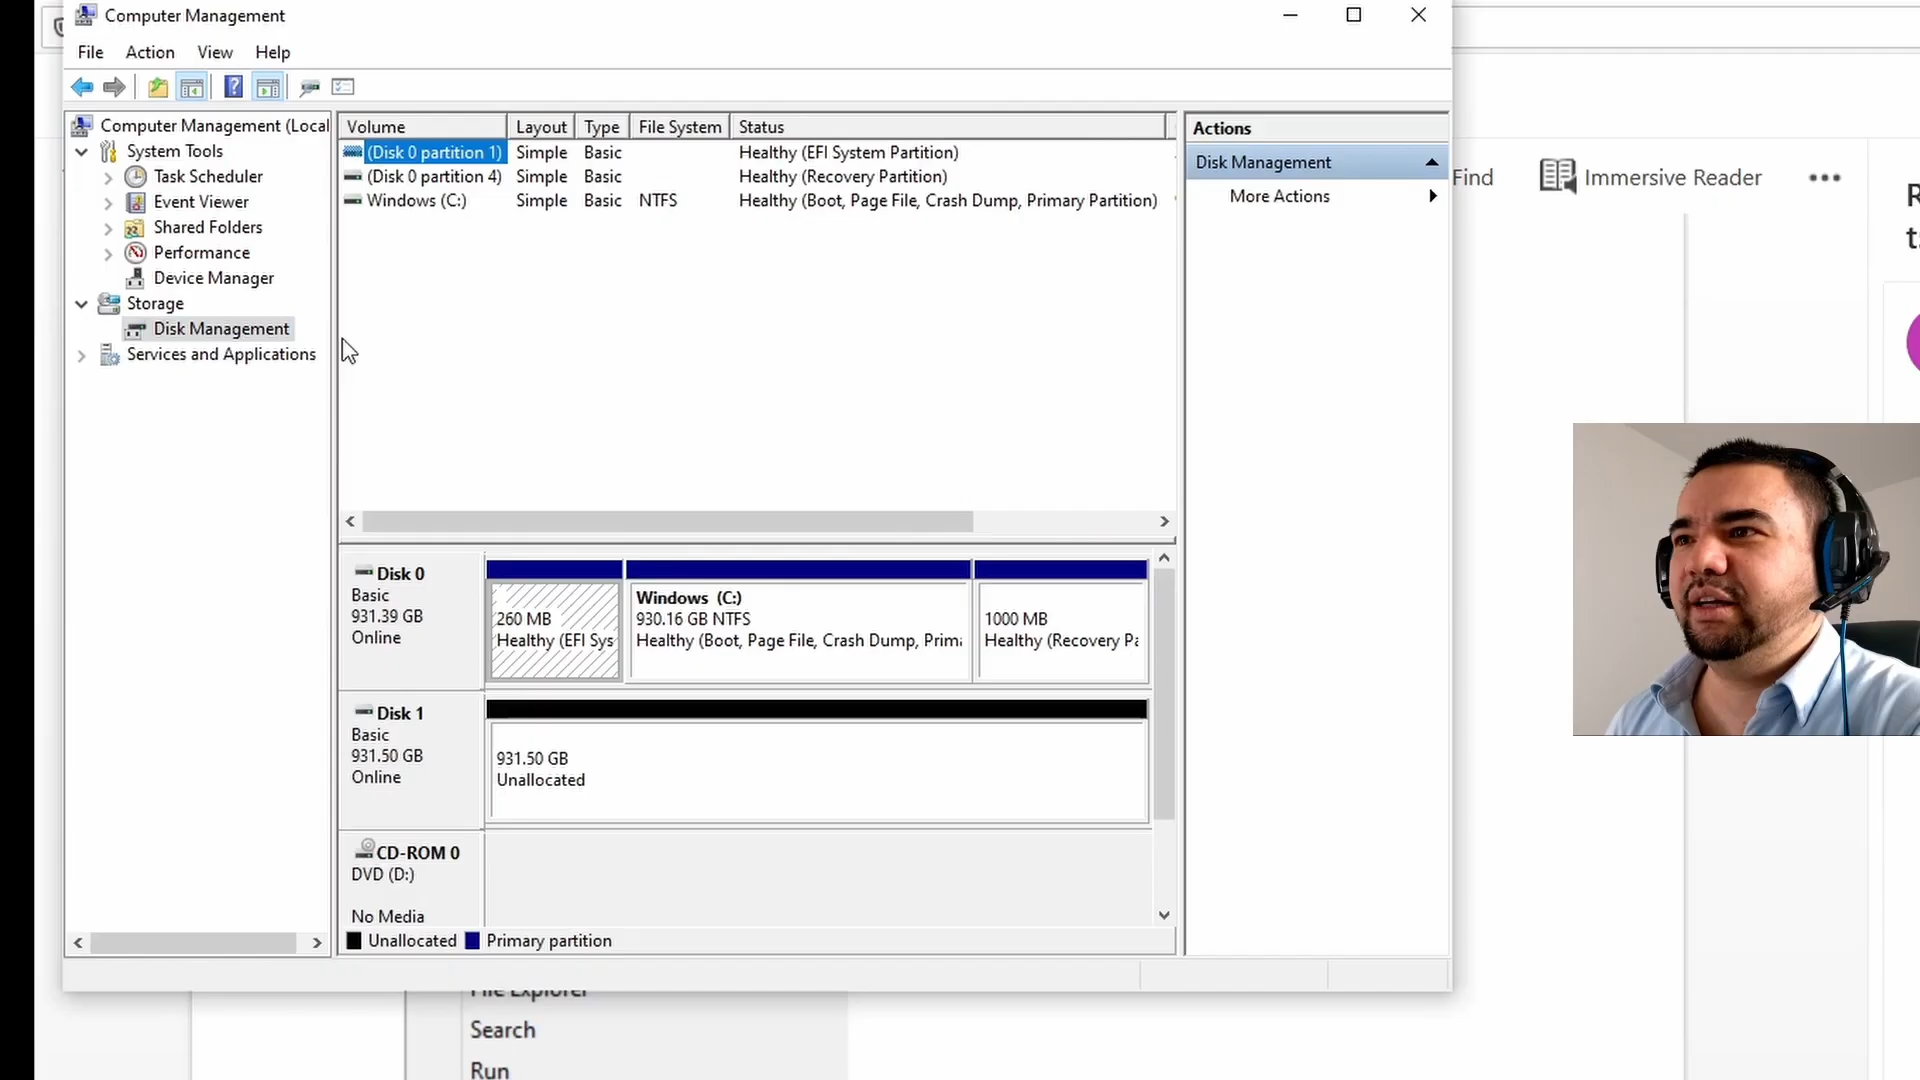 Computer Management
File Action View Help
Computer Management (Local
System Tools
Task Scheduler
Event Viewer
Shared Folders
Performance
Device Manager
Storage
Disk Management
Services and Applications
Volume Layout Type File System Status
(Disk 0 partition 1) Simple Basic Healthy (EFI System Partition)
(Disk 0 partition 4) Simple Basic Healthy (Recovery Partition)
Windows (C:) Simple Basic NTFS Healthy (Boot, Page File, Crash Dump, Primary Partition)
Disk 0
Basic
931.39 GB
Online
260 MB
Healthy (EFI Sys
Windows (C:)
930.16 GB NTFS
Healthy (Boot, Page File, Crash Dump, Prima
1000 MB
Healthy (Recovery Pa
Disk 1
Basic
931.50 GB
Online
931.50 GB
Unallocated
CD-ROM 0
DVD (D:)
No Media
Unallocated Primary partition
Actions
Disk Management
More Actions
Find Immersive Reader
File Explorer
Search
Run